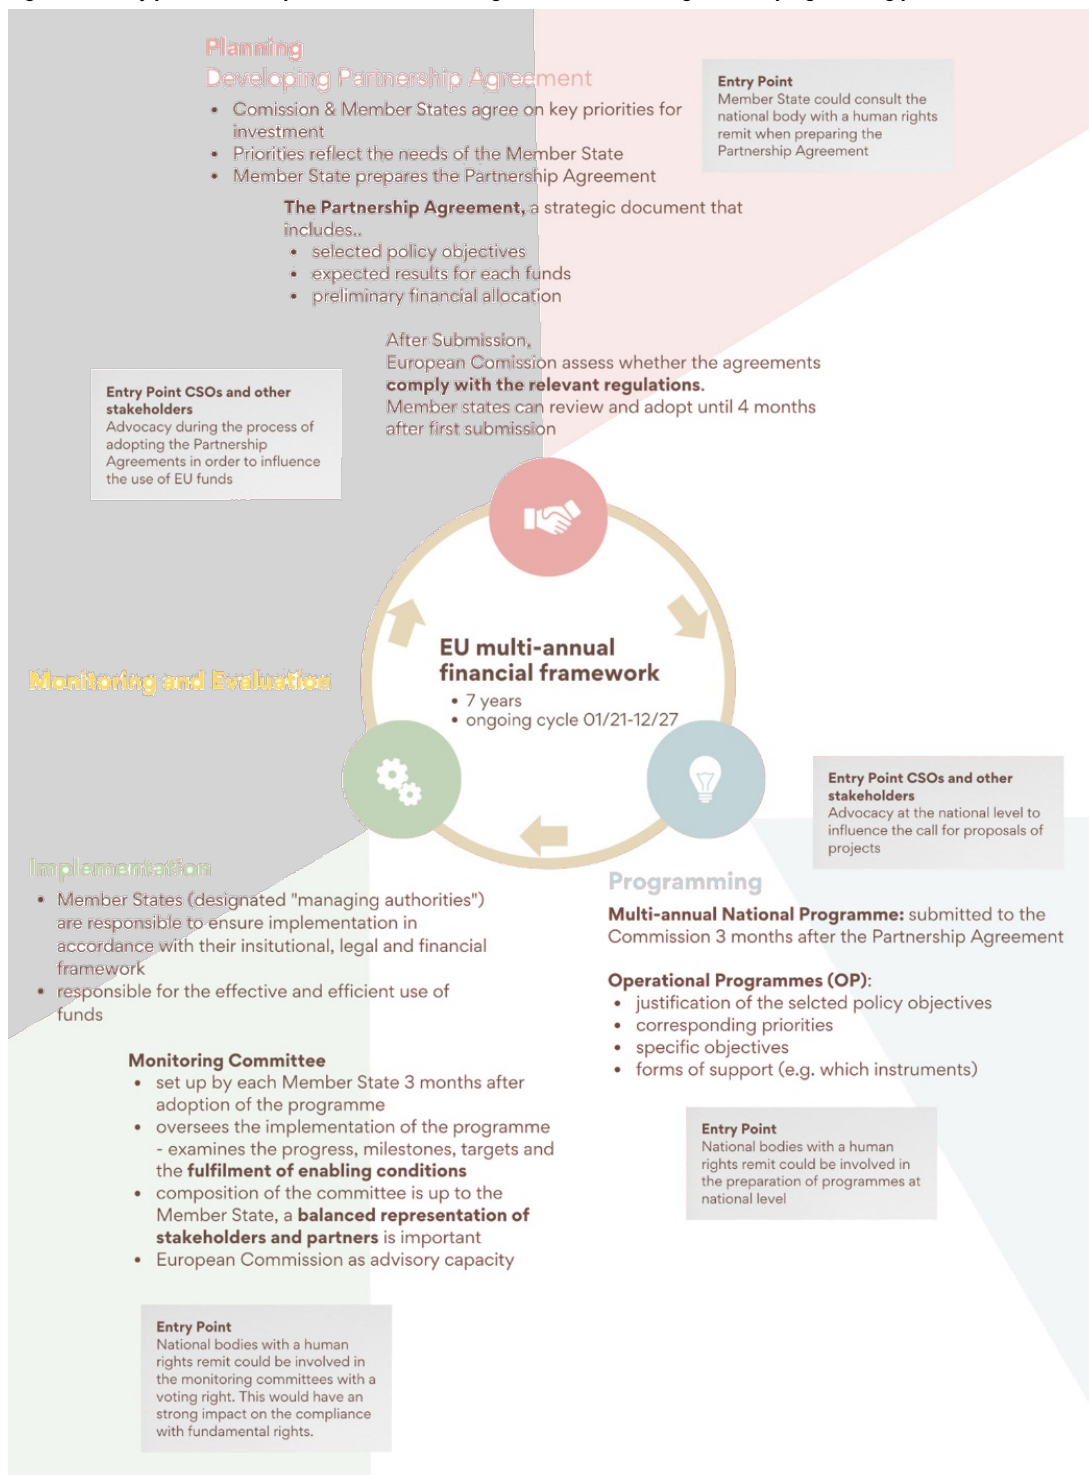 Planning
Developing Partnership Agreement
• Comission & Member States agree on key priorities for
investment
• Priorities reflect the needs of the Member State
• Member State prepares the Partnership Agreement
The Partnership Agreement, a strategic document that
includes..
• selected policy objectives
• expected results for each funds
• preliminary financial allocation
After Submission,
European Comission assess whether the agreements
comply with the relevant regulations.
Member states can review and adopt until 4 months
after first submission
Entry Point
Member State could consult the
national body with a human rights
remit when preparing the
Partnership Agreement
Entry Point CSOs and other
stakeholders
Advocacy during the process of
adopting the Partnership
Agreements in order to influence
the use of EU funds
EU multi-annual
financial framework
• 7 years
• ongoing cycle 01/21-12/27
Monitoring and Evaluation
Entry Point CSOs and other
stakeholders
Advocacy at the national level to
influence the call for proposals of
projects
Programming
Multi-annual National Programme: submitted to the
Commission 3 months after the Partnership Agreement
Operational Programmes (OP):
• justification of the selcted policy objectives
• corresponding priorities
• specific objectives
• forms of support (e.g. which instruments)
Entry Point
National bodies with a human
rights remit could be involved in
the preparation of programmes at
national level
Implementation
• Member States (designated "managing authorities")
are responsible to ensure implementation in
accordance with their insitutional, legal and financial
framework
• responsible for the effective and efficient use of
funds
Monitoring Committee
• set up by each Member State 3 months after
adoption of the programme
• oversees the implementation of the programme
- examines the progress, milestones, targets and
the fulfilment of enabling conditions
• composition of the committee is up to the
Member State, a balanced representation of
stakeholders and partners is important
• European Commission as advisory capacity
Entry Point
National bodies with a human
rights remit could be involved in
the monitoring committees with a
voting right. This would have an
strong impact on the compliance
with fundamental rights.